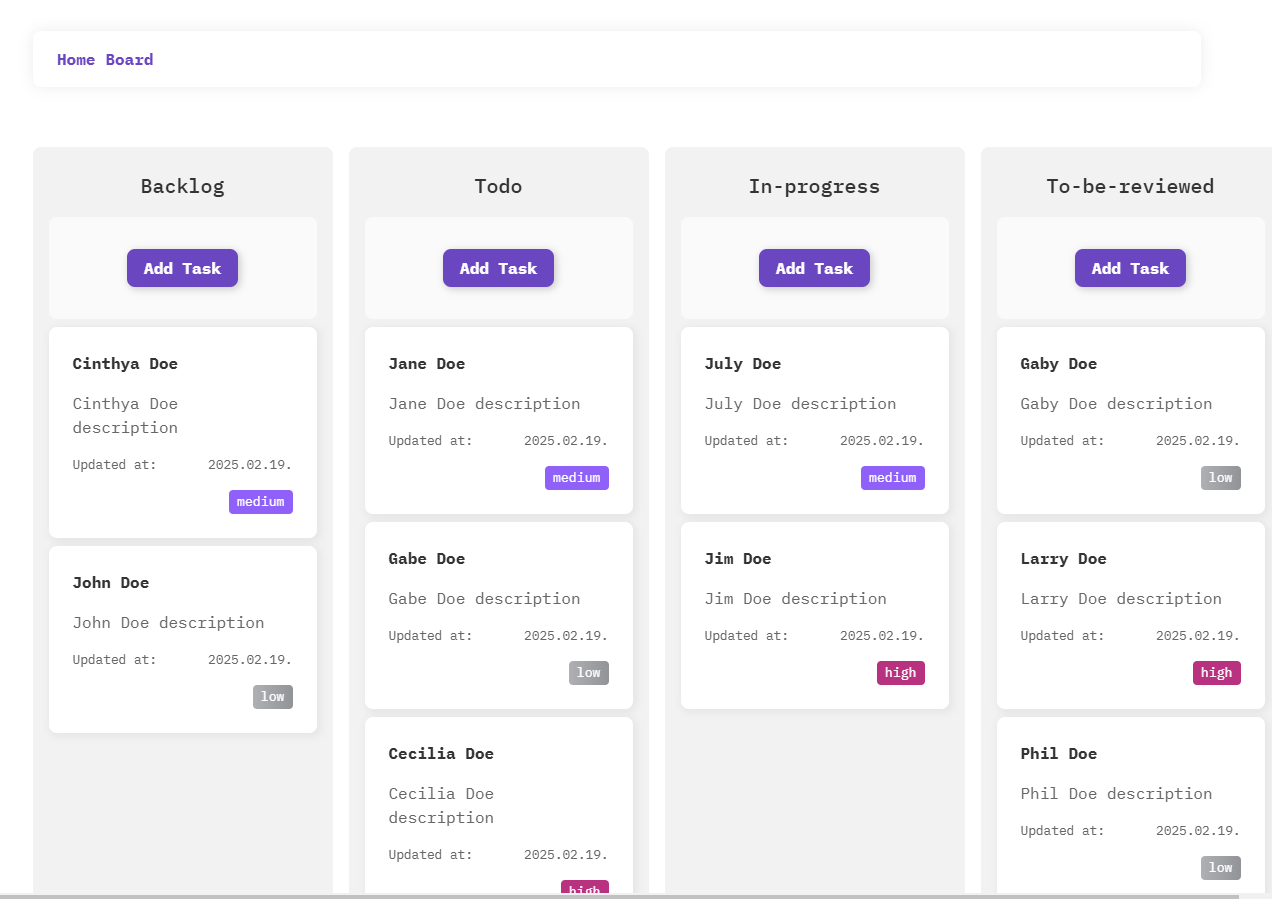 Home Board
Backlog
Add Task
Cinthya Doe
Cinthya Doe
description
Updated at: 2025.02.19.
medium
John Doe
John Doe description
Updated at: 2025.02.19.
low
Todo
Add Task
Jane Doe
Jane Doe description
Updated at: 2025.02.19.
medium
Gabe Doe
Gabe Doe description
Updated at: 2025.02.19.
low
Cecilia Doe
Cecilia Doe
description
Updated at: 2025.02.19.
high
In-progress
Add Task
July Doe
July Doe description
Updated at: 2025.02.19.
medium
Jim Doe
Jim Doe description
Updated at: 2025.02.19.
high
To-be-reviewed
Add Task
Gaby Doe
Gaby Doe description
Updated at: 2025.02.19.
low
Larry Doe
Larry Doe description
Updated at: 2025.02.19.
high
Phil Doe
Phil Doe description
Updated at: 2025.02.19.
low